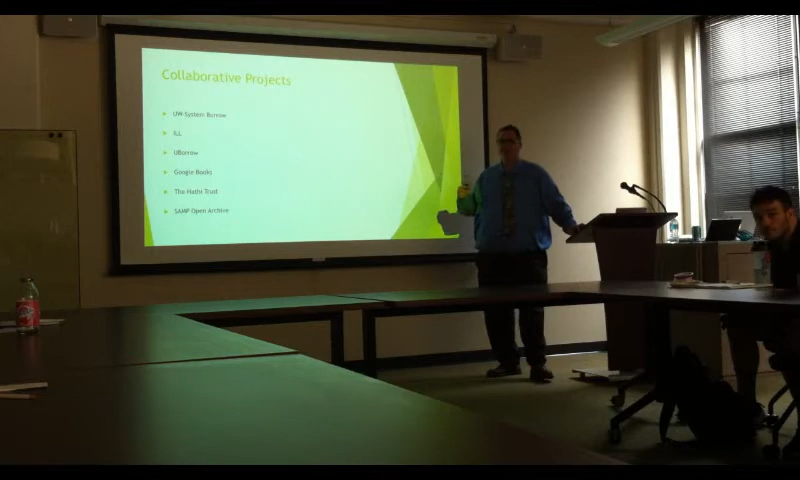 Collaborative Projects
UW-System Borrow
ILL
UBorrow
Google Books
The Hathi Trust
SAMP Open Archive